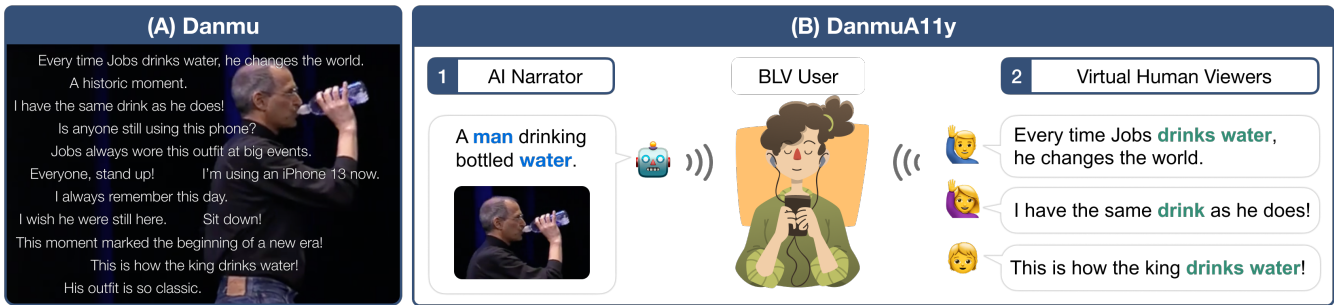 (A) Danmu
Every time Jobs drinks water, he changes the world.
A historic moment.
I have the same drink as he does!
Is anyone still using this phone?
Jobs always wore this outfit at big events.
Everyone, stand up!
I'm using an iPhone 13 now.
I always remember this day.
I wish he were still here.
Sit down!
This moment marked the beginning of a new era!
This is how the king drinks water!
His outfit is so classic.
(B) DanmuA11y
1
AI Narrator
A man drinking
bottled water.
BLV User
2
Virtual Human Viewers
Every time Jobs drinks water,
he changes the world.
I have the same drink as he does!
This is how the king drinks water!